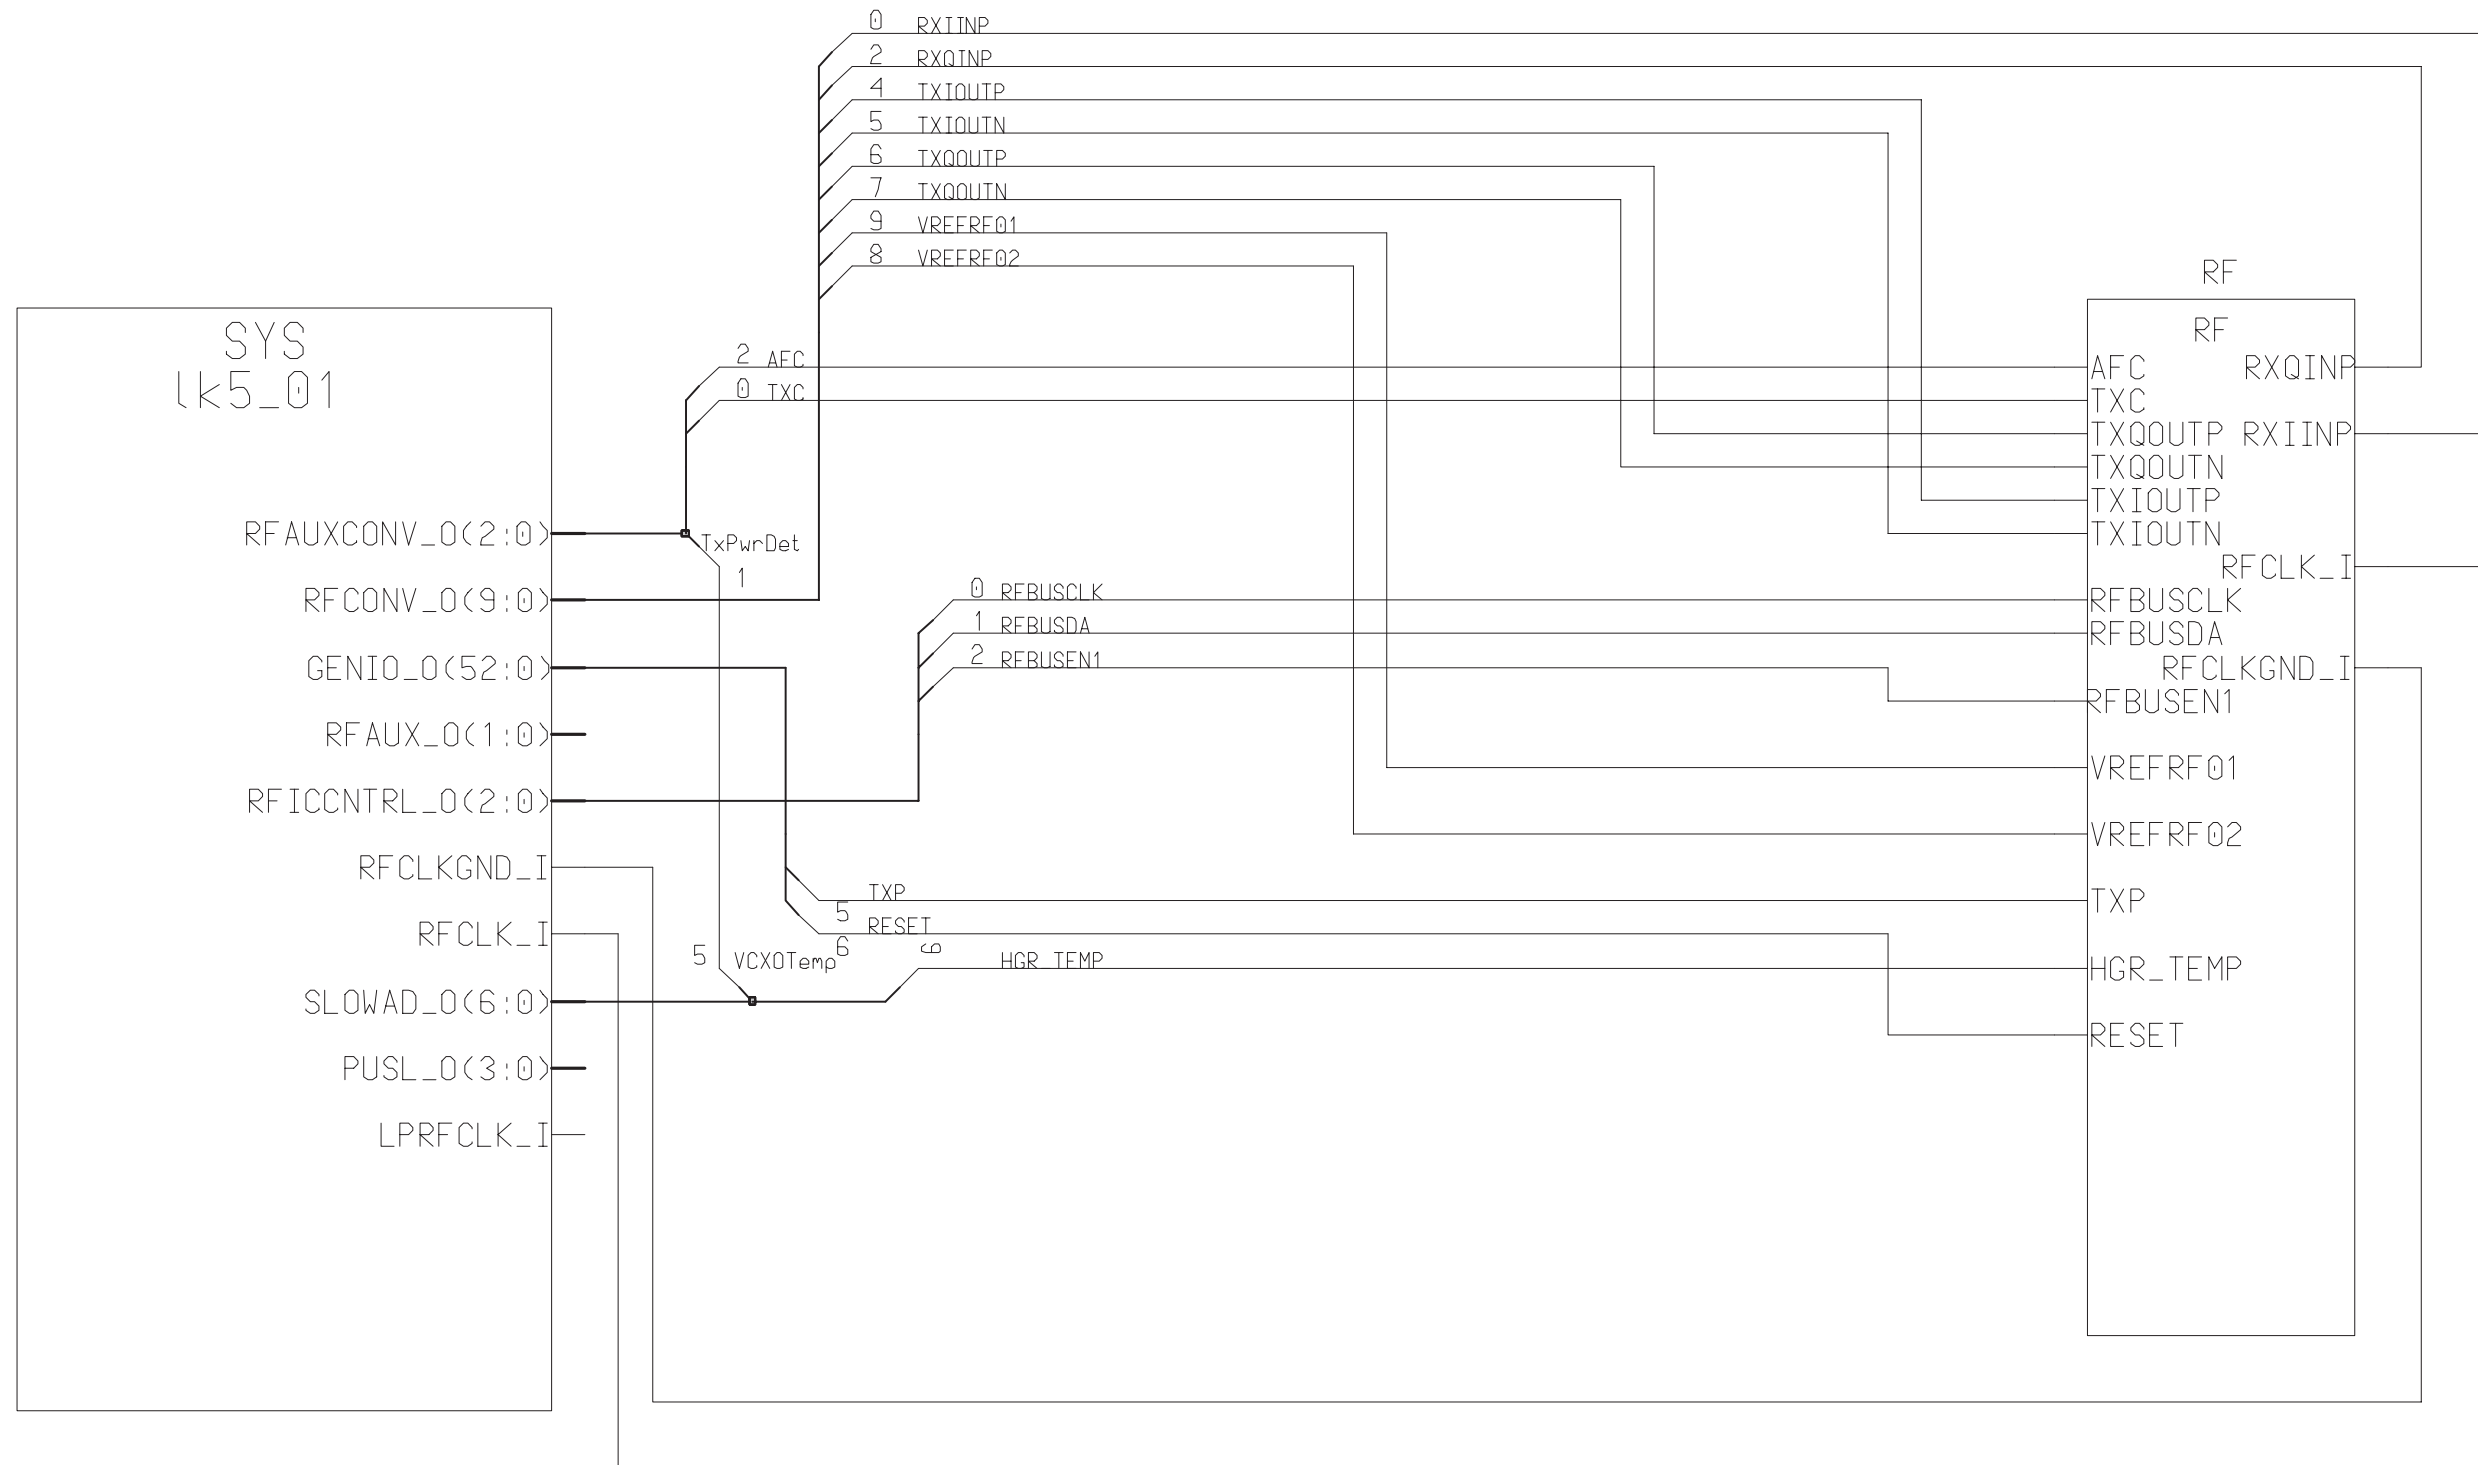 0 RXIINP
2 RXQINP
4 TXIOUTP
5 TXIOUTN
6 TXQOUTP
7 TXQOUTN
9 VREFRF01
8 VREFRF02
SYS
lk5_01
RFAUXCONV_O(2:0)
RFCONV_O(9:0)
GENIO_O(52:0)
RFAUX_O(1:0)
RFICCNTRL_O(2:0)
RFCLKGND_I
RFCLK_I
SLOWAD_O(6:0)
PUSL_O(3:0)
LPRFCLK_I
2 AFC
0 TXC
TxPwrDet
1
0 RFBUSCLK
1 RFBUSDA
2 RFBUSEN1
TXP
5
RESET
6
5 VCXOTemp
6 HGR_TEMP
RF
RF
AFC RXQINP
TXC
TXQOUTP RXIINP
TXQOUTN
TXIOUTP
TXIOUTN
RFCLK_I
RFBUSCLK
RFBUSDA
RFCLKGND_I
RFBUSEN1
VREFRF01
VREFRF02
TXP
HGR_TEMP
RESET